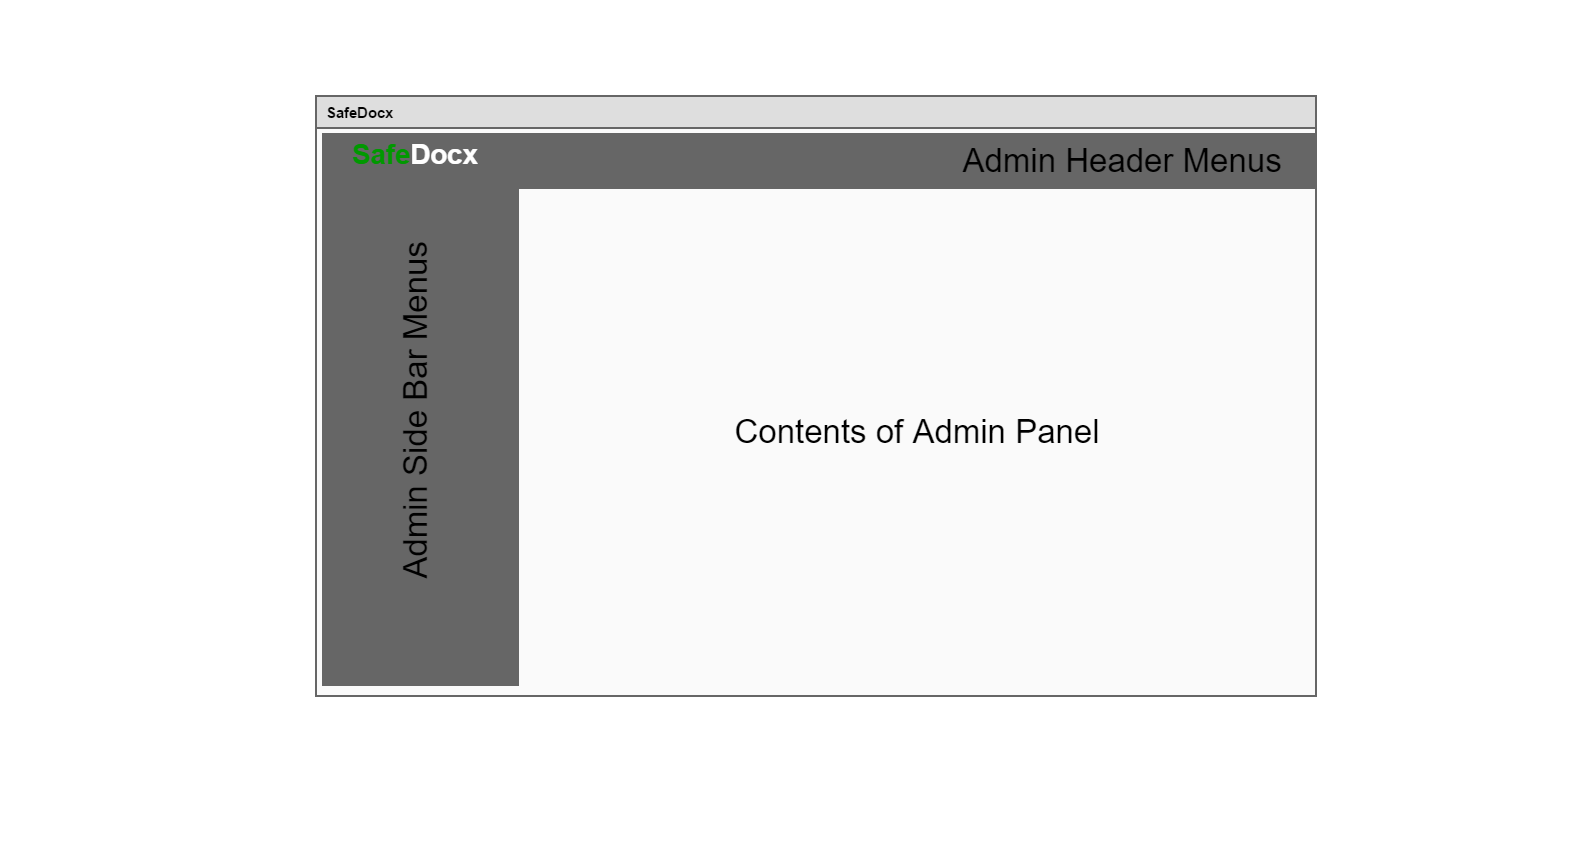 SafeDocx
SafeDocx
Admin Header Menus
Admin Side Bar Menus
Contents of Admin Panel